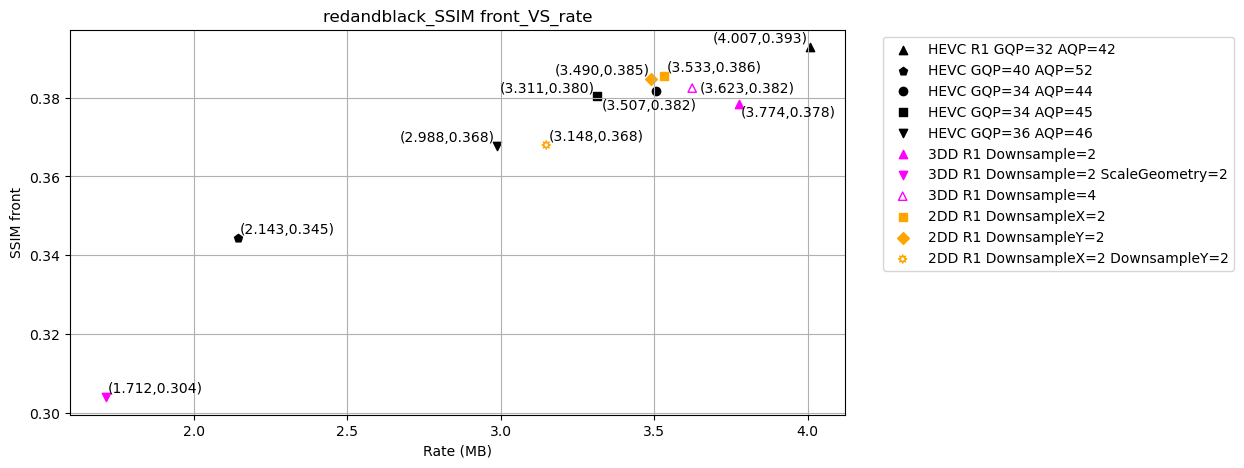 redandblack_SSIM front_VS_rate
(4.007,0.393)
(3.490,0.385)
(3.533,0.386)
(3.311,0.380)
(3.623,0.382)
(3.507,0.382)
(3.774,0.378)
(2.988,0.368)
(3.148,0.368)
(2.143,0.345)
(1.712,0.304)
0.38
0.36
0.34
0.32
0.30
SSIM front
2.0
2.5
3.0
3.5
4.0
Rate (MB)
HEVC R1 GQP=32 AQP=42
HEVC GQP=40 AQP=52
HEVC GQP=34 AQP=44
HEVC GQP=34 AQP=45
HEVC GQP=36 AQP=46
3DD R1 Downsample=2
3DD R1 Downsample=2 ScaleGeometry=2
3DD R1 Downsample=4
2DD R1 DownsampleX=2
2DD R1 DownsampleY=2
2DD R1 DownsampleX=2 DownsampleY=2